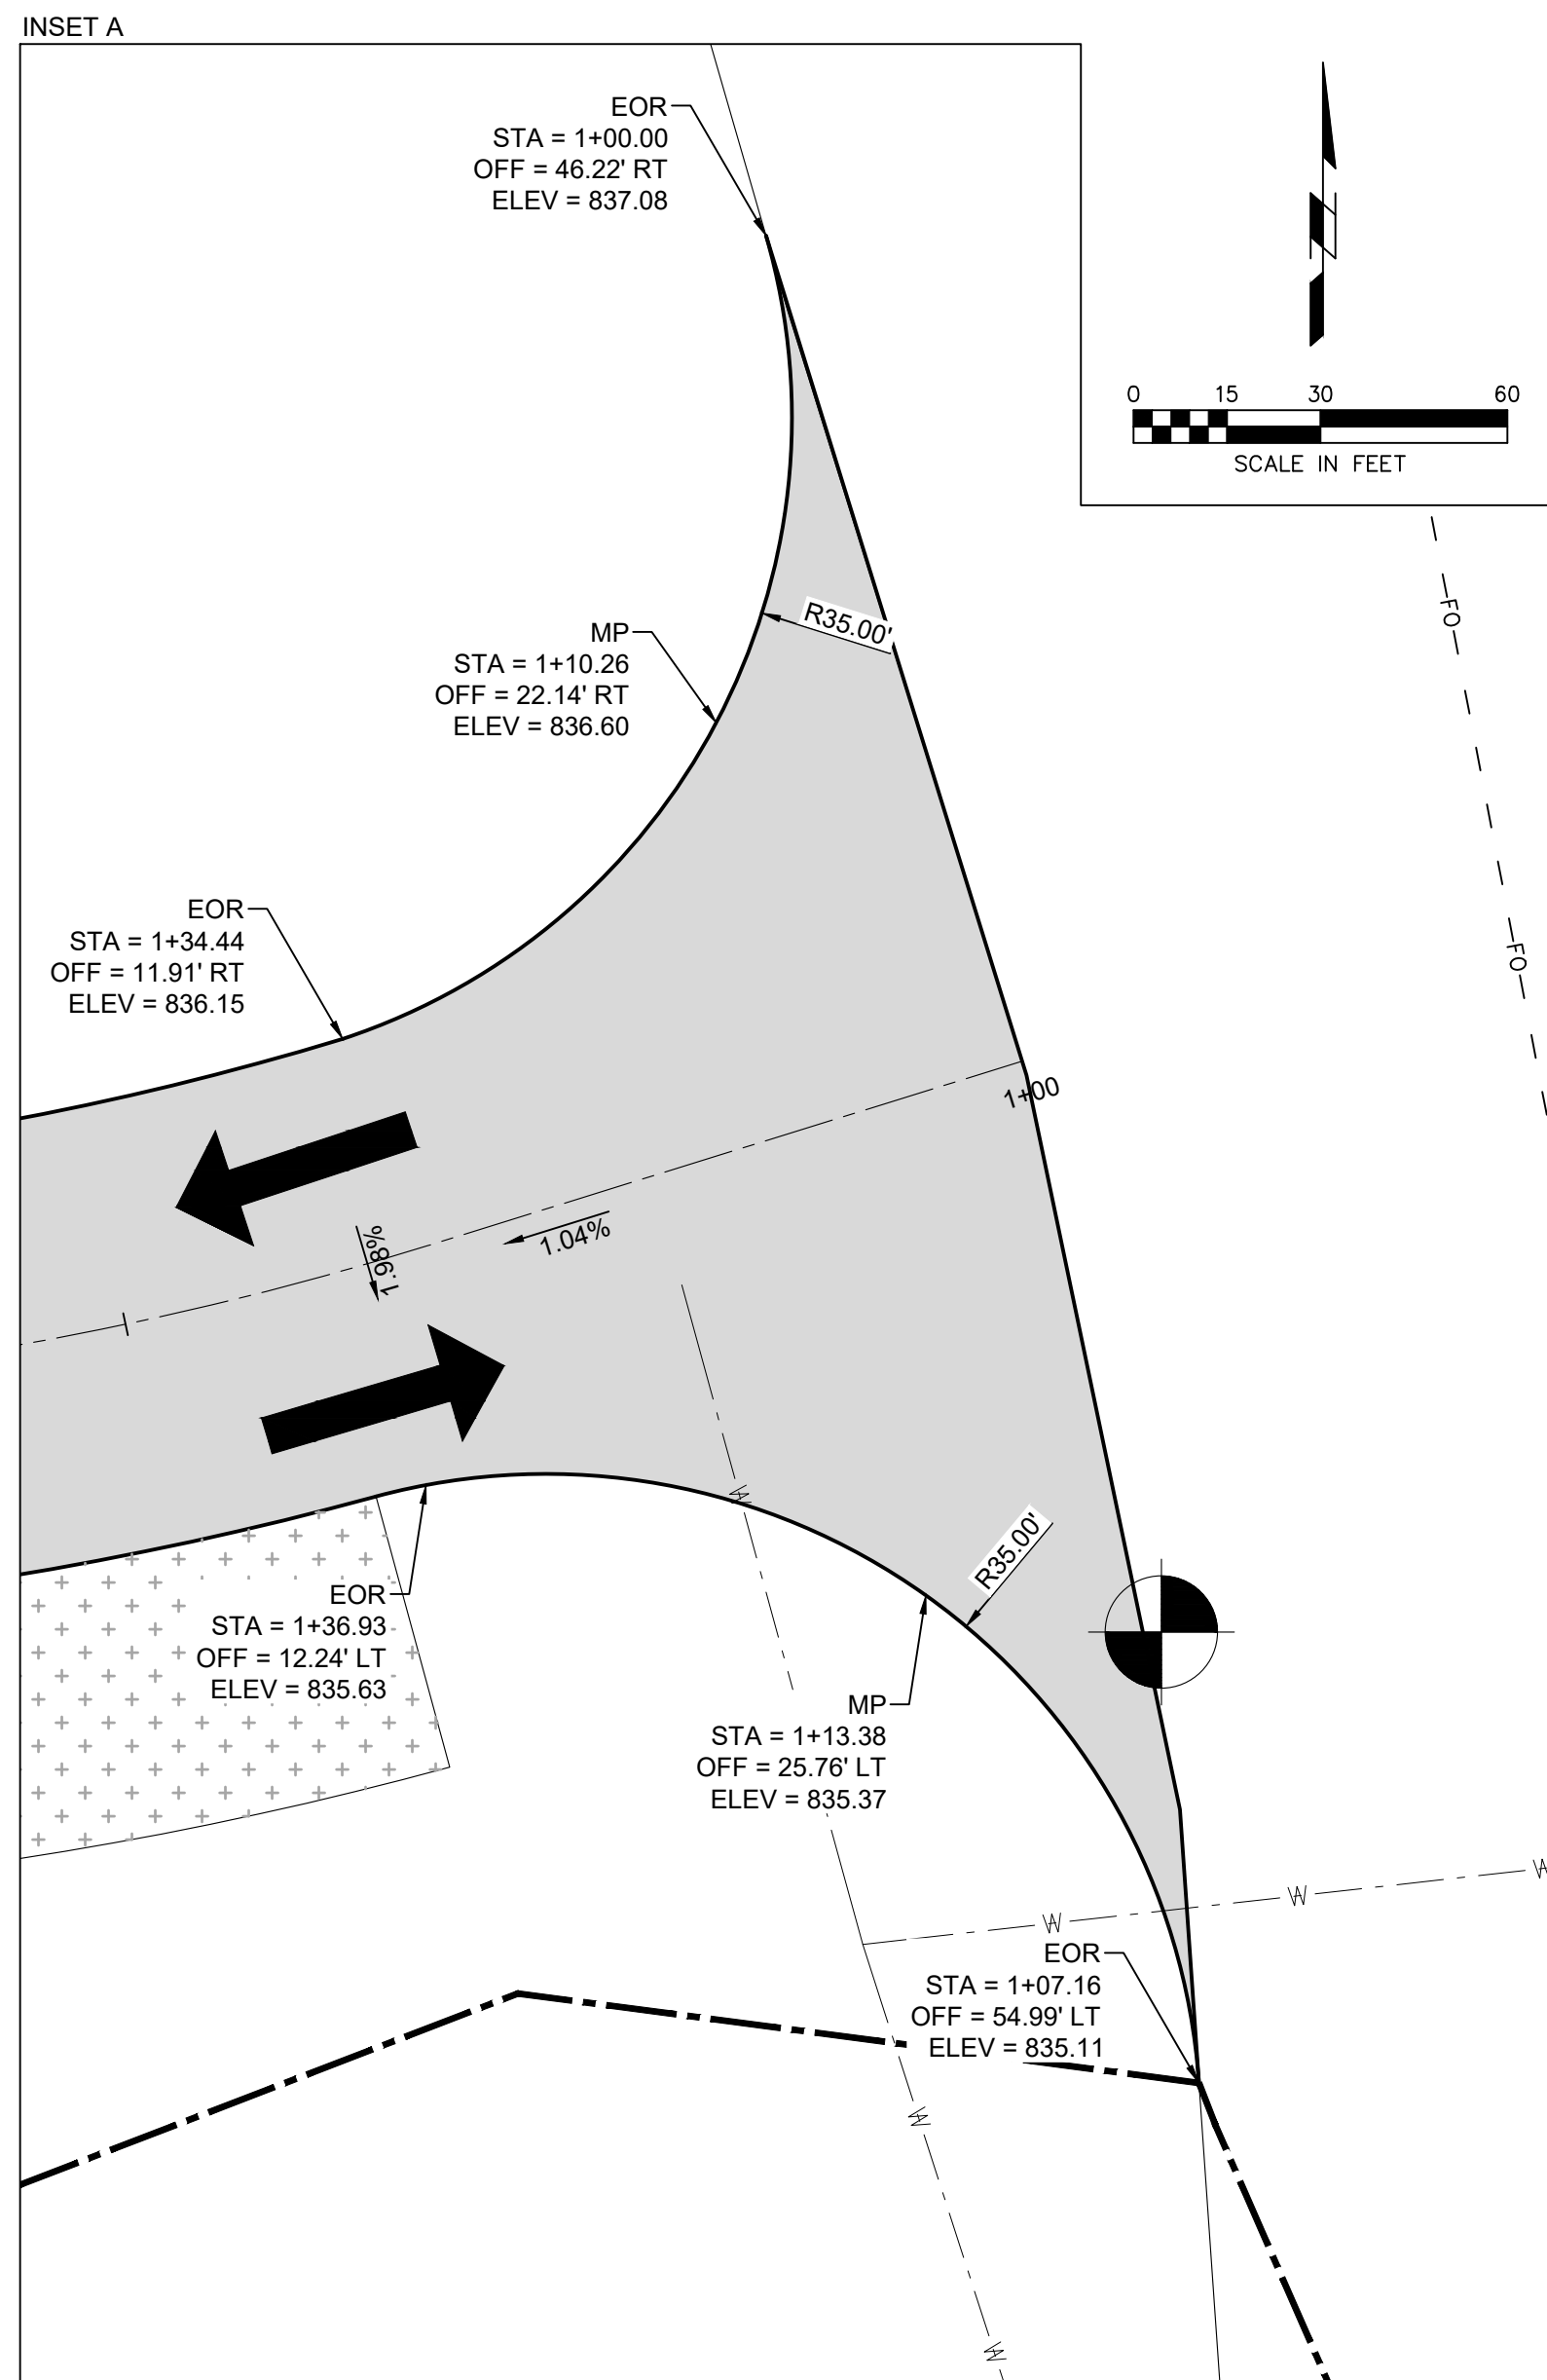 INSET A
EOR
STA = 1+00.00
OFF = 46.22' RT
ELEV = 837.08
N
0 15 30 60
SCALE IN FEET
FO
R35.00'
MP
STA = 1+10.26
OFF = 22.14' RT
ELEV = 836.60
EOR
STA = 1+34.44
OFF = 11.91' RT
ELEV = 836.15
FO
1+00
1.98%
1.04%
W
R35.00'
EOR
STA = 1+36.93
OFF = 12.24' LT
ELEV = 835.63
MP
STA = 1+13.38
OFF = 25.76' LT
ELEV = 835.37
W
W
W
EOR
STA = 1+07.16
OFF = 54.99' LT
ELEV = 835.11
W
W